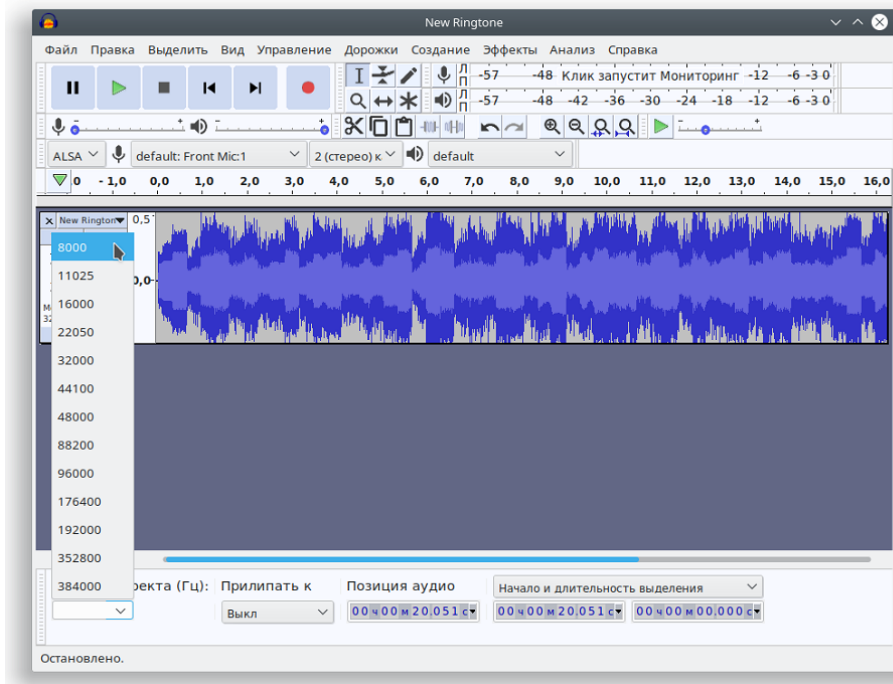 New Ringtone
Файл Правка Выделить Вид Управление Дорожки Создание Эффекты Анализ Справка
Л П -57 -48 Клик запустит Мониторинг -12 -6 -3 0
Л П -57 -48 -42 -36 -30 -24 -18 -12 -6 -3 0
- + - + - +
ALSA default: Front Mic:1 2 (стерео) к default
0 - 1,0 0,0 1,0 2,0 3,0 4,0 5,0 6,0 7,0 8,0 9,0 10,0 11,0 12,0 13,0 14,0 15,0 16,0
New Rington 0,5
0,0
8000
11025
16000
22050
32000
44100
48000
88200
96000
176400
192000
352800
384000
екта (Гц): Прилипать к Позиция аудио Начало и длительность выделения
Выкл 00 ч 00 м 20,051 с 00 ч 00 м 20,051 с 00 ч 00 м 00,000 с
Остановлено.